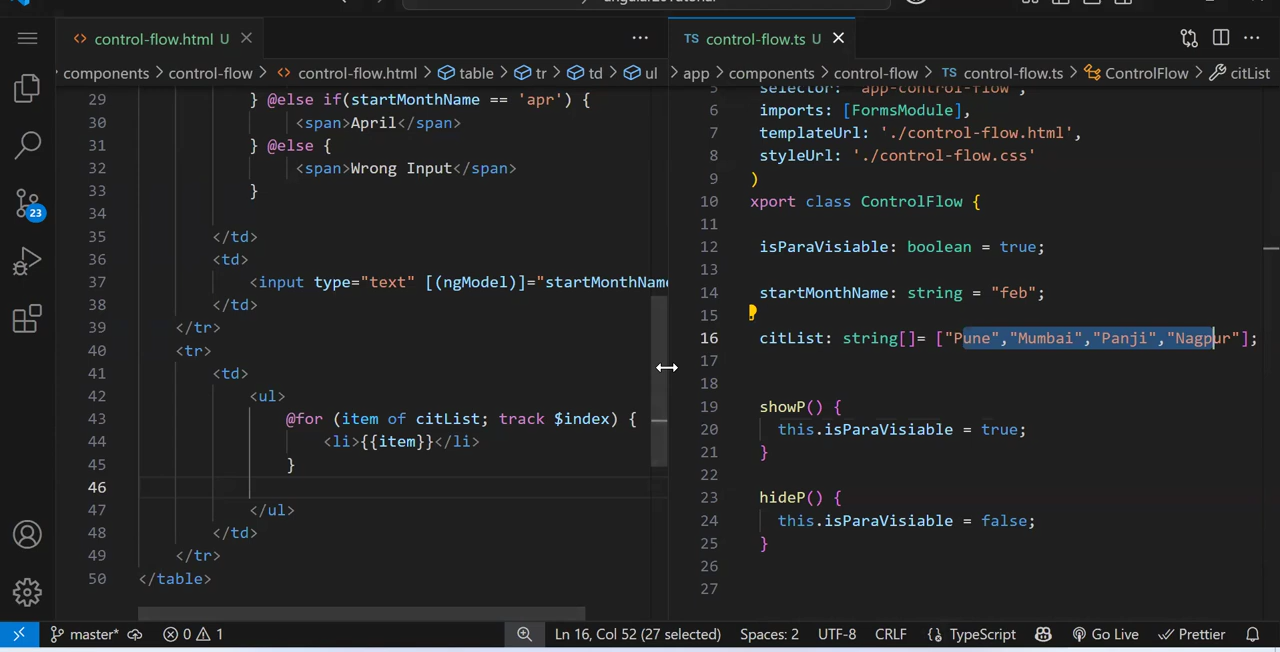 angular20Tutorial
control-flow.html U
control-flow.ts U
components > control-flow > control-flow.html > table > tr > td > ul
> app > components > control-flow > TS control-flow.ts > ControlFlow > citList
29 } @else if(startMonthName == 'apr') {
30 <span>April</span>
31 } @else {
32 <span>Wrong Input</span>
33 }
34
35 </td>
36 <td>
37 <input type="text" [(ngModel)]="startMonthName
38 </td>
39 </tr>
40 <tr>
41 <td>
42 <ul>
43 @for (item of citList; track $index) {
44 <li>{{item}}</li>
45 }
46
47 </ul>
48 </td>
49 </tr>
50 </table>
5 selector: 'app-control-flow',
6 imports: [FormsModule],
7 templateUrl: './control-flow.html',
8 styleUrl: './control-flow.css'
9 )
10 xport class ControlFlow {
11
12 isParaVisiable: boolean = true;
13
14 startMonthName: string = "feb";
15
16 citList: string[]= ["Pune","Mumbai","Panji","Nagpur"];
17
18
19 showP() {
20 this.isParaVisiable = true;
21 }
22
23 hideP() {
24 this.isParaVisiable = false;
25 }
26
27
23
master* 0 1 Ln 16, Col 52 (27 selected) Spaces: 2 UTF-8 CRLF {} TypeScript Go Live Prettier